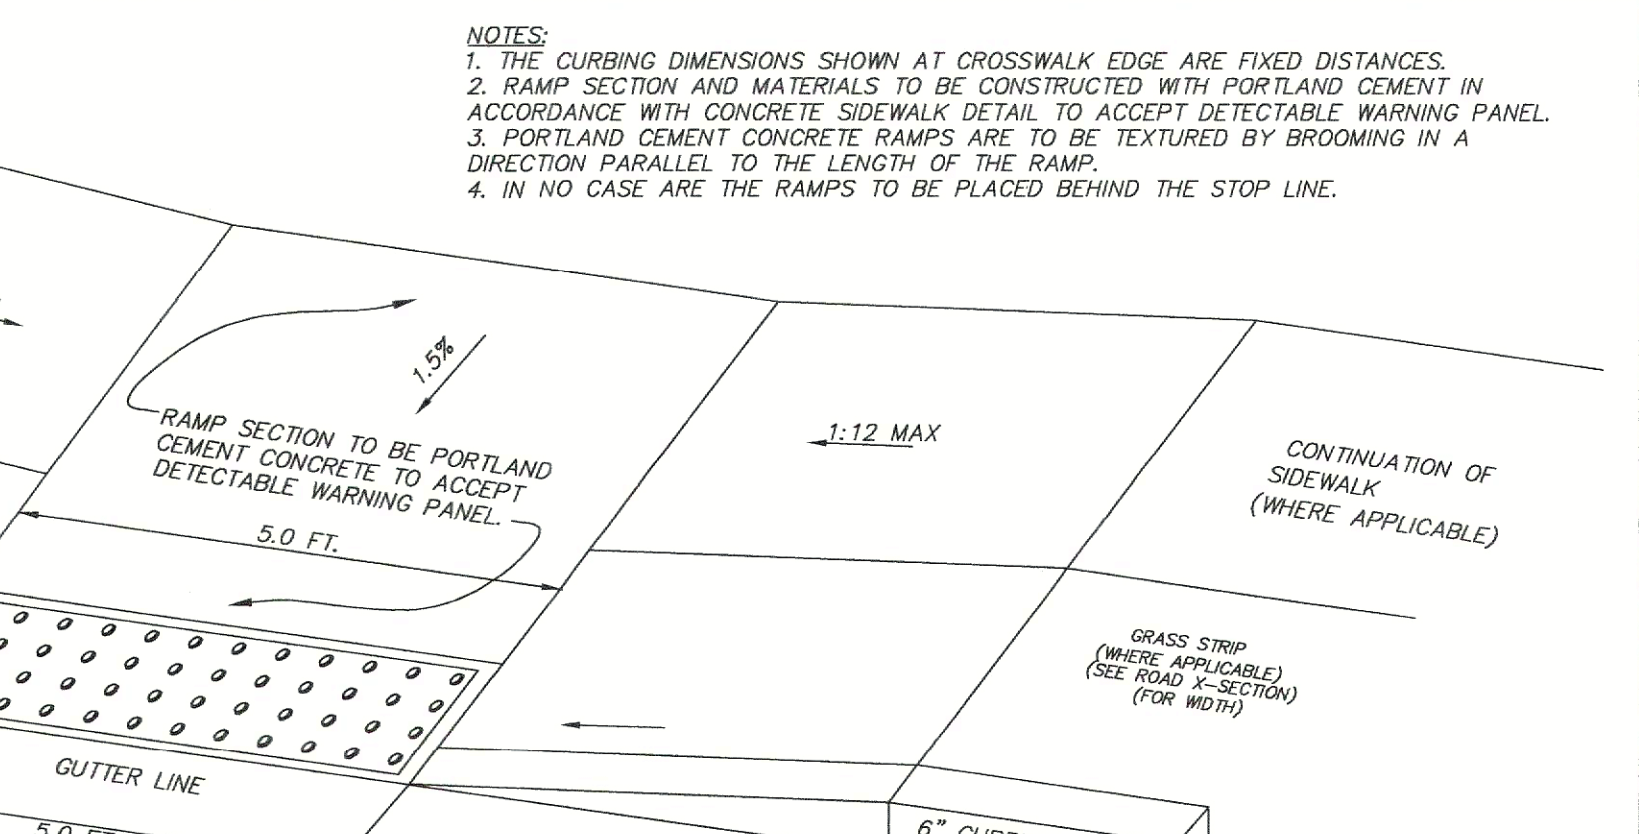 NOTES:
1. THE CURBING DIMENSIONS SHOWN AT CROSSWALK EDGE ARE FIXED DISTANCES.
2. RAMP SECTION AND MATERIALS TO BE CONSTRUCTED WITH PORTLAND CEMENT IN
ACCORDANCE WITH CONCRETE SIDEWALK DETAIL TO ACCEPT DETECTABLE WARNING PANEL.
3. PORTLAND CEMENT CONCRETE RAMPS ARE TO BE TEXTURED BY BROOMING IN A
DIRECTION PARALLEL TO THE LENGTH OF THE RAMP.
4. IN NO CASE ARE THE RAMPS TO BE PLACED BEHIND THE STOP LINE.
1.5%
RAMP SECTION TO BE PORTLAND
CEMENT CONCRETE TO ACCEPT
DETECTABLE WARNING PANEL.
1:12 MAX
CONTINUATION OF
SIDEWALK
(WHERE APPLICABLE)
5.0 FT.
GRASS STRIP
(WHERE APPLICABLE)
(SEE ROAD X-SECTION)
(FOR WIDTH)
GUTTER LINE
5.0
6"